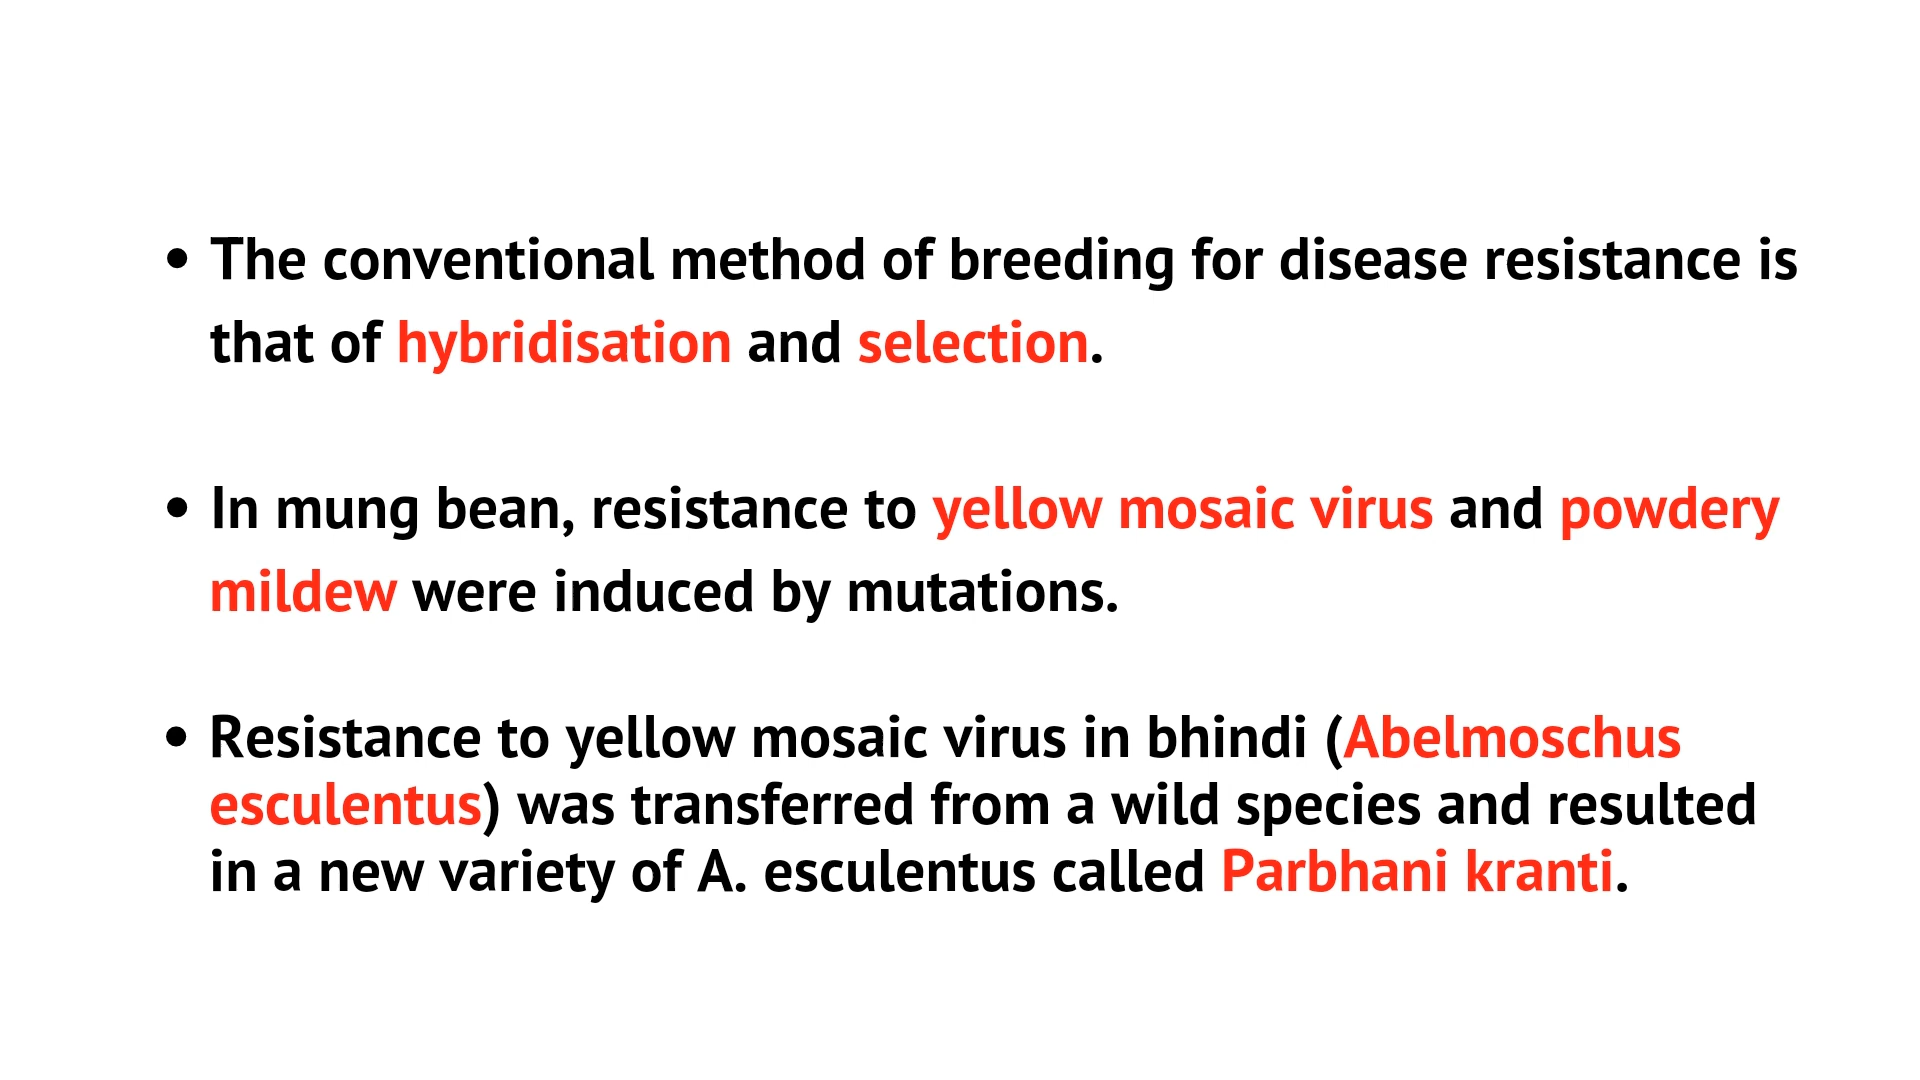 • The conventional method of breeding for disease resistance is
that of hybridisation and selection.
• In mung bean, resistance to yellow mosaic virus and powdery
mildew were induced by mutations.
• Resistance to yellow mosaic virus in bhindi (Abelmoschus
esculentus) was transferred from a wild species and resulted
in a new variety of A. esculentus called Parbhani kranti.